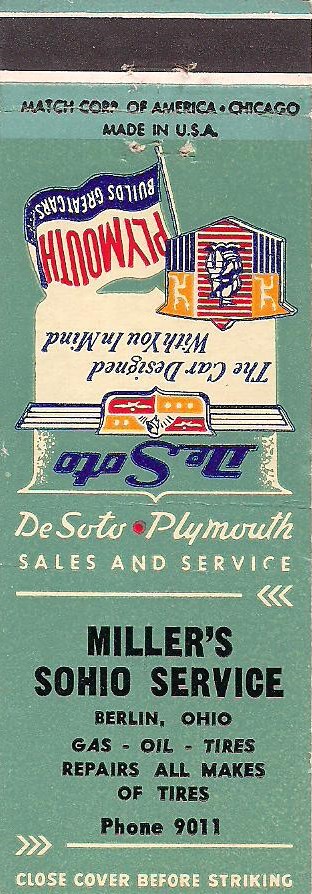 MATCH CORP. OF AMERICA • CHICAGO
MADE IN U.S.A.
DeSoto
The Car Designed
With You In Mind
PLYMOUTH
BUILDS GREAT CARS
De Soto • Plymouth
SALES AND SERVICE
MILLER'S
SOHIO SERVICE
BERLIN, OHIO
GAS - OIL - TIRES
REPAIRS ALL MAKES
OF TIRES
Phone 9011
CLOSE COVER BEFORE STRIKING